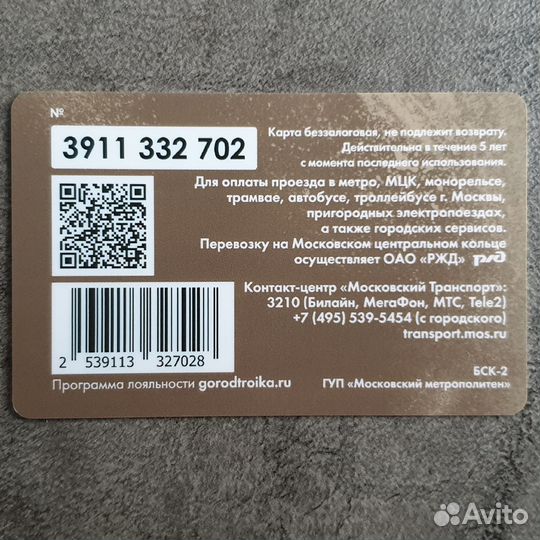 №
3911 332 702
Карта беззалоговая, не подлежит возврату.
Действительна в течение 5 лет
с момента последнего использования.
Для оплаты проезда в метро, МЦК, монорельсе,
трамвае, автобусе, троллейбусе г. Москвы,
пригородных электропоездах,
а также городских сервисов.
Перевозку на Московском центральном кольце
осуществляет ОАО «РЖД» РЖД
Контакт-центр «Московский Транспорт»:
3210 (Билайн, МегаФон, МТС, Tele2)
+7 (495) 539-5454 (с городского)
transport.mos.ru
2 539113 327028
Программа лояльности gorodtroika.ru
БСК-2
ГУП «Московский метрополитен»
Avito